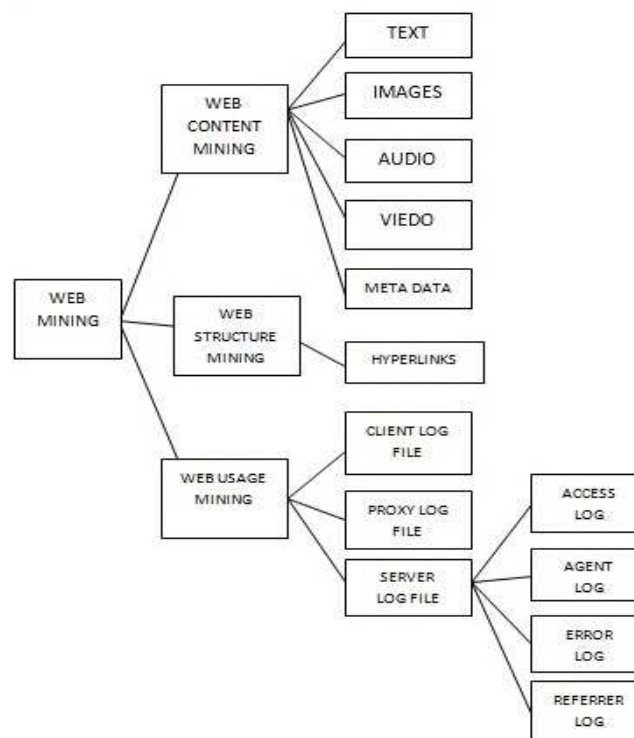 TEXT
WEB
CONTENT
MINING
IMAGES
AUDIO
VIEDO
META DATA
WEB
MINING
WEB
STRUCTURE
MINING
HYPERLINKS
WEB USAGE
MINING
CLIENT LOG
FILE
PROXY LOG
FILE
SERVER
LOG FILE
ACCESS
LOG
AGENT
LOG
ERROR
LOG
REFERRER
LOG